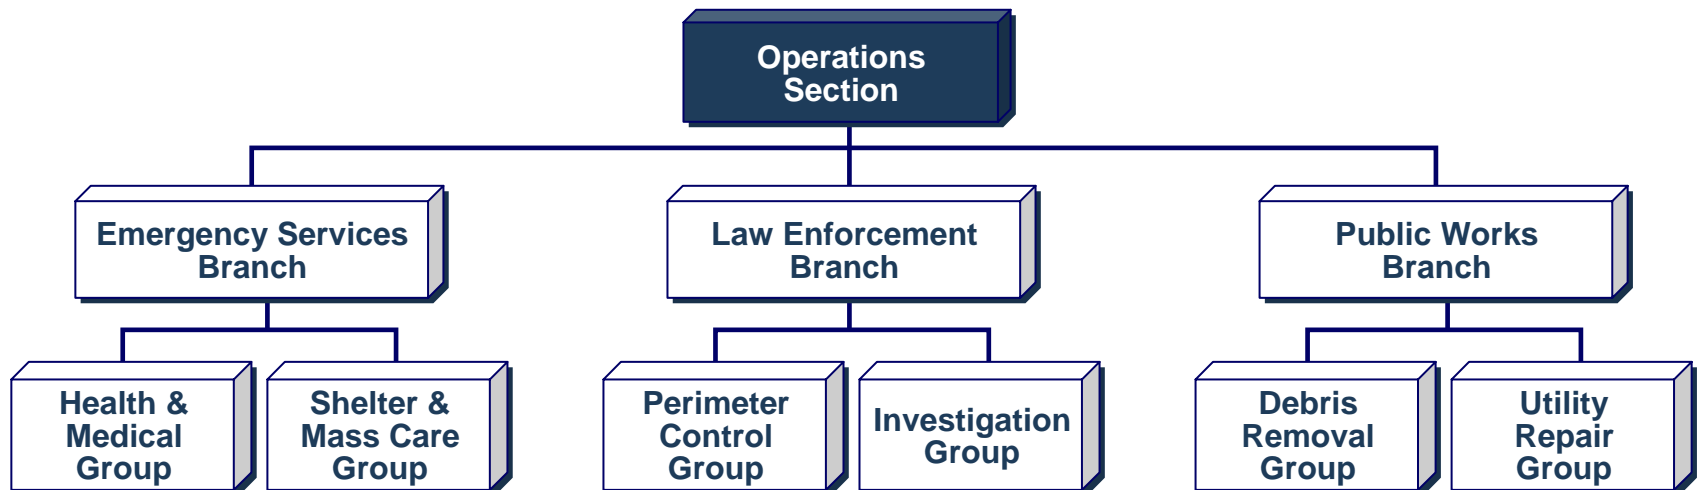 Operations
Section
Emergency Services
Branch
Law Enforcement
Branch
Public Works
Branch
Health &
Medical
Group
Shelter &
Mass Care
Group
Perimeter
Control
Group
Investigation
Group
Debris
Removal
Group
Utility
Repair
Group